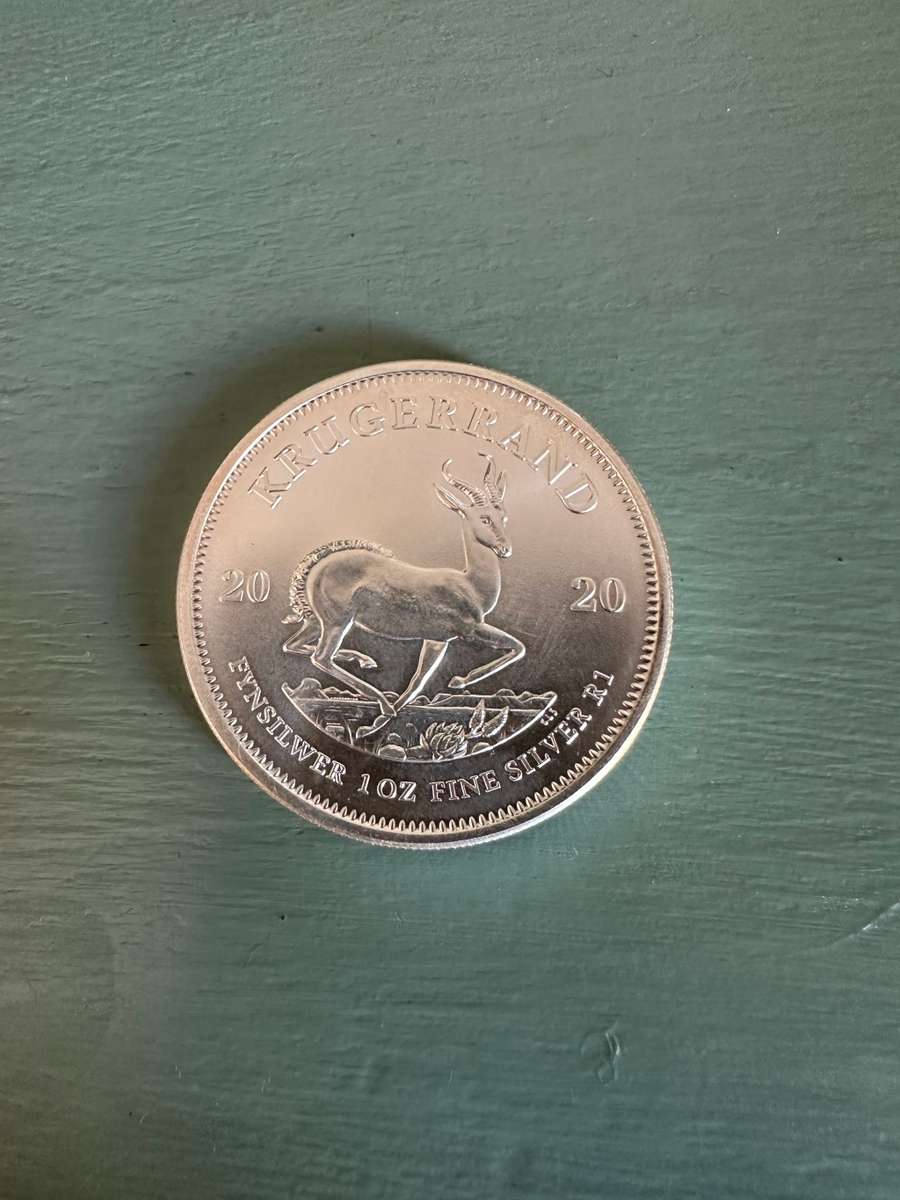 KRUGERRAND
20 20
FYNSILWER 1 OZ FINE SILVER R1